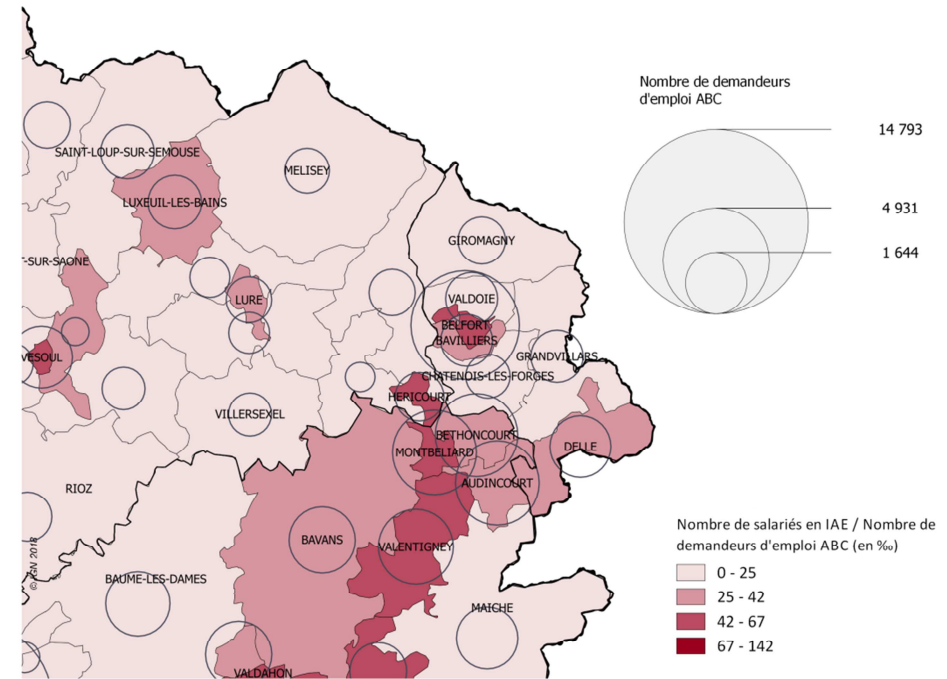 Nombre de demandeurs
d'emploi ABC
14 793
4 931
1 644
SAINT-LOUP-SUR-SEMOUSE
MELISEY
LUXEUIL-LES-BAINS
GIROMAGNY
T-SUR-SAONE
LURE
VALDOIE
BELFORT
BAVILLIERS
VESOUL
GRANDVILLARS
CHATENOIS-LES-FORGES
HERICOURT
VILLERSEXEL
BETHONCOURT
DELLE
MONTBELIARD
AUDINCOURT
RIOZ
BAVANS
VALENTIGNEY
© IGN 2018
BAUME-LES-DAMES
MAICHE
VALDAHON
Nombre de salariés en IAE / Nombre de
demandeurs d'emploi ABC (en ‰)
0 - 25
25 - 42
42 - 67
67 - 142